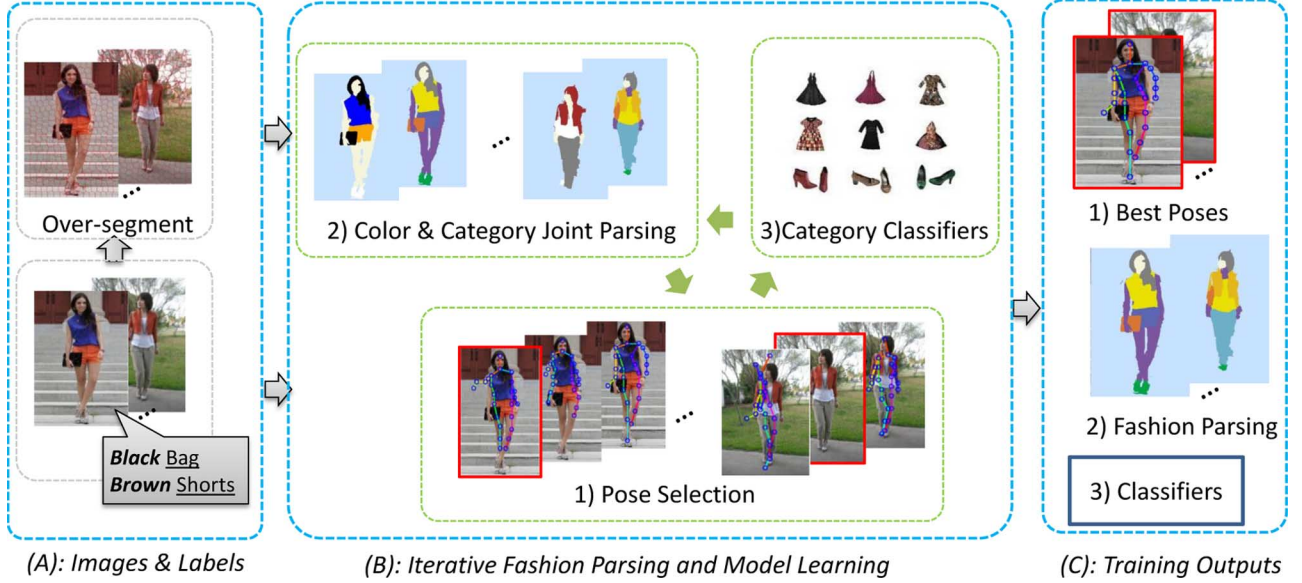 Over-segment
Black Bag
Brown Shorts
(A): Images & Labels
2) Color & Category Joint Parsing
3)Category Classifiers
1) Pose Selection
(B): Iterative Fashion Parsing and Model Learning
1) Best Poses
2) Fashion Parsing
3) Classifiers
(C): Training Outputs